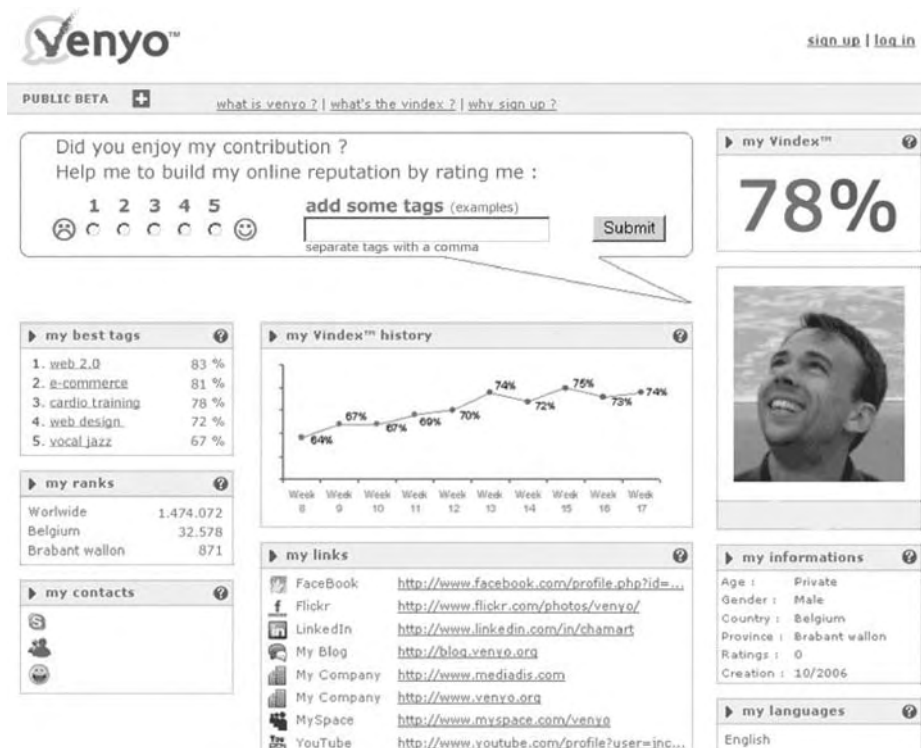 Venyo™
sign up | log in
PUBLIC BETA
what is venyo ? | what's the vindex ? | why sign up ?
Did you enjoy my contribution ?
Help me to build my online reputation by rating me :
1 2 3 4 5
add some tags (examples)
Submit
separate tags with a comma
my Vindex™ ?
78%
my best tags ?
1. web 2.0 83 %
2. e-commerce 81 %
3. cardio training 78 %
4. web design 72 %
5. vocal jazz 67 %
my ranks ?
Worlwide 1.474.072
Belgium 32.578
Brabant wallon 871
my contacts ?
my Vindex™ history ?
64% 67% 67% 69% 70% 74% 72% 75% 73% 74%
Week Week Week Week Week Week Week Week Week Week
8 9 10 11 12 13 14 15 16 17
my links ?
FaceBook http://www.facebook.com/profile.php?id=...
Flickr http://www.flickr.com/photos/venyo/
LinkedIn http://www.linkedin.com/in/chamart
My Blog http://blog.venyo.org
My Company http://www.mediadis.com
My Company http://www.venyo.org
MySpace http://www.myspace.com/venyo
YouTube http://www.youtube.com/profile?user=inc...
my informations ?
Age : Private
Gender : Male
Country : Belgium
Province : Brabant wallon
Ratings : 0
Creation : 10/2006
my languages ?
English